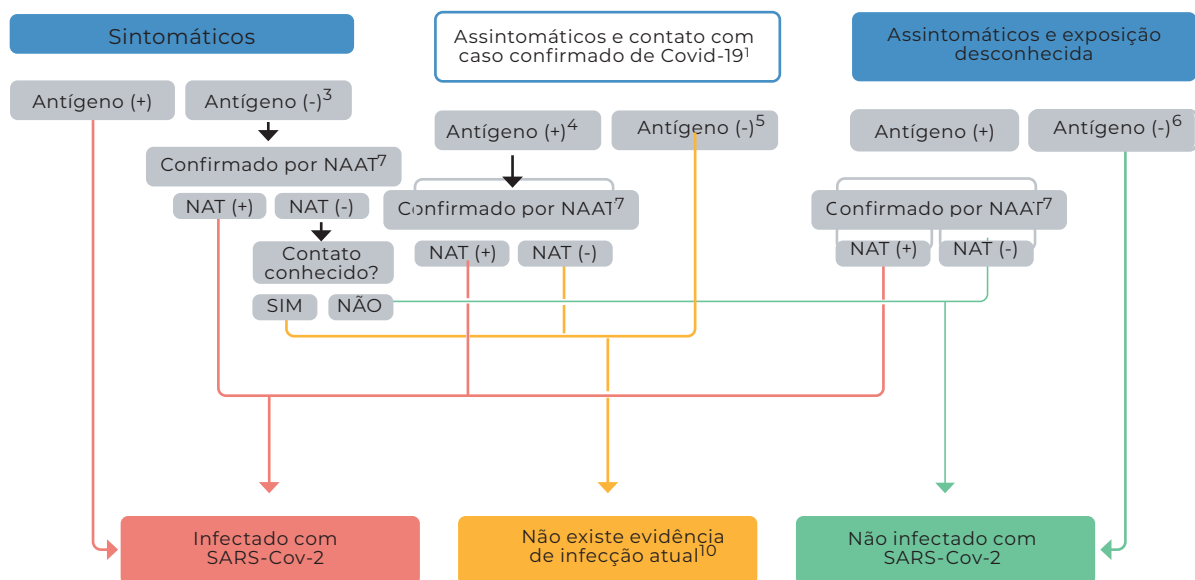 Sintomáticos
Antígeno (+)
Antígeno (-)3
Confirmado por NAAT7
NAT (+)
NAT (-)
Contato
conhecido?
SIM
NÃO
Assintomáticos e contato com
caso confirmado de Covid-191
Antígeno (+)4
Antígeno (-)5
Confirmado por NAAT7
NAT (+)
NAT (-)
Assintomáticos e exposição
desconhecida
Antígeno (+)
Antígeno (-)6
Confirmado por NAAT7
NAT (+)
NAT (-)
Infectado com
SARS-Cov-2
Não existe evidência
de infecção atual10
Não infectado com
SARS-Cov-2